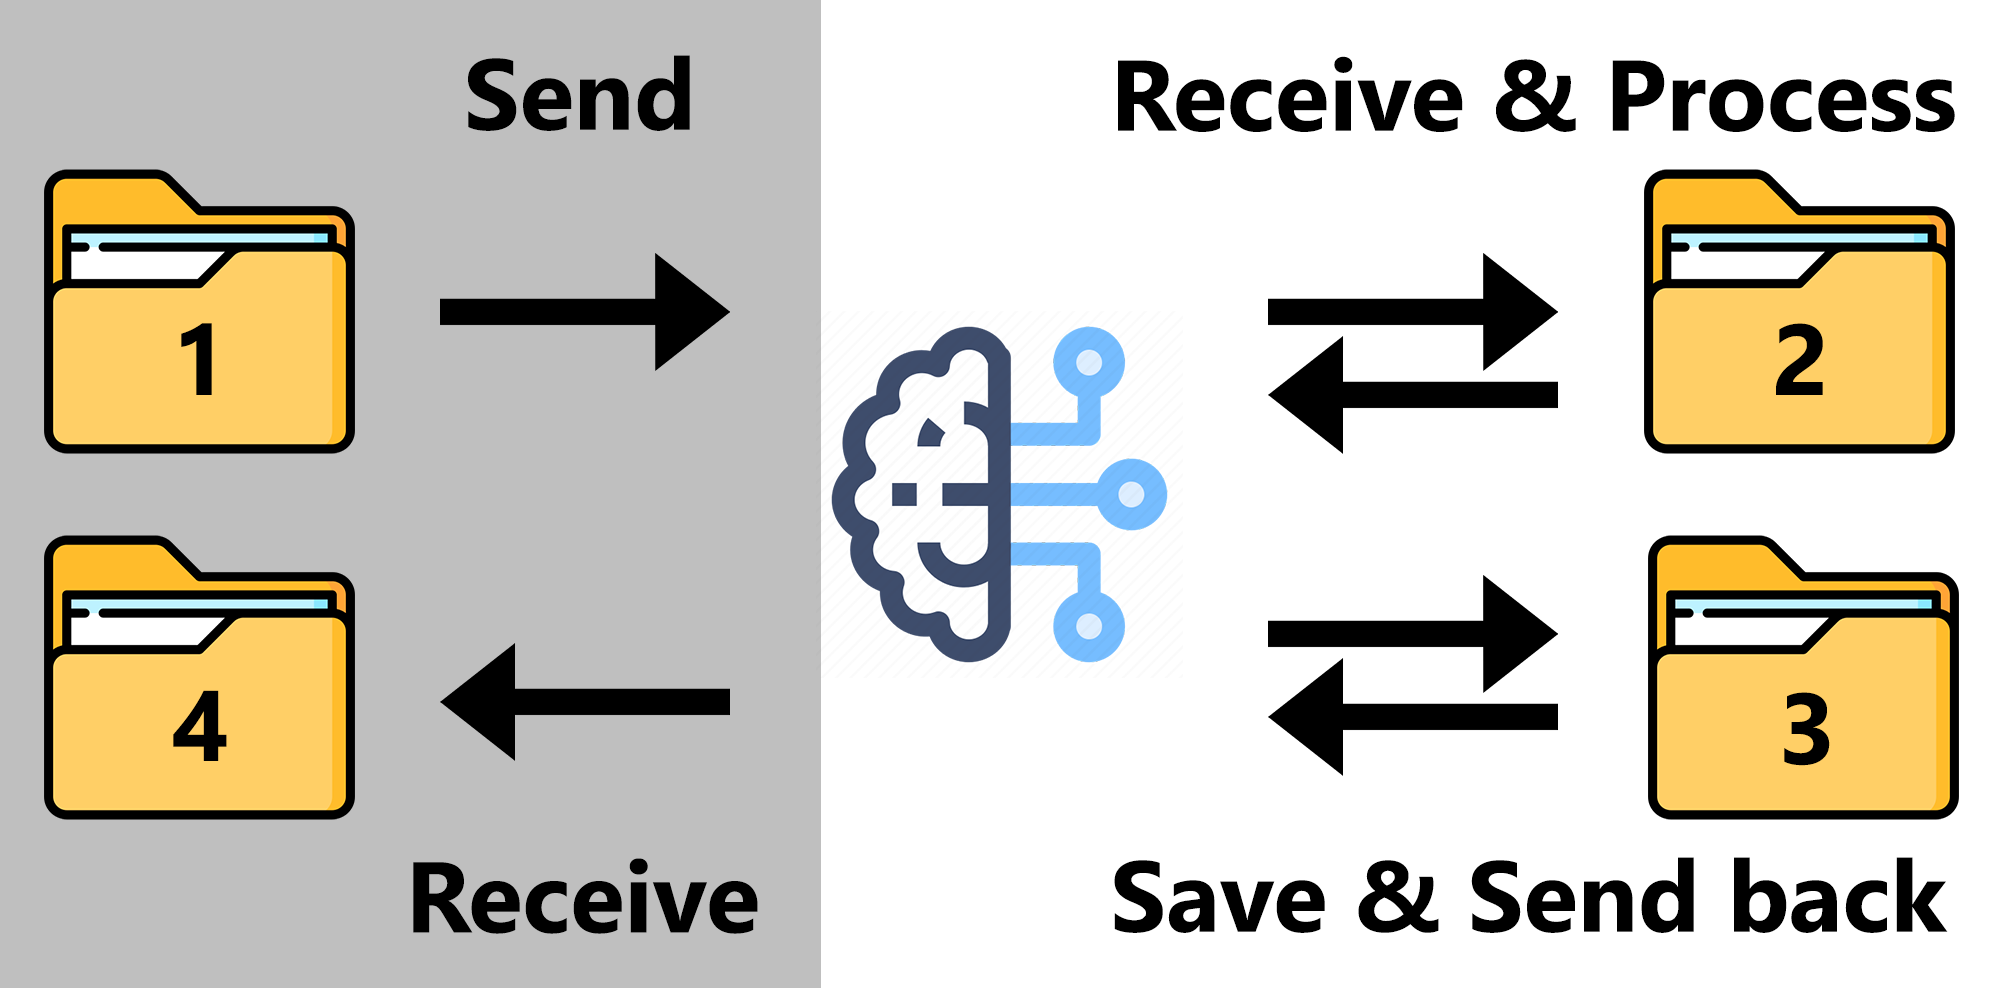 Send
Receive & Process
1
2
4
3
Receive
Save & Send back